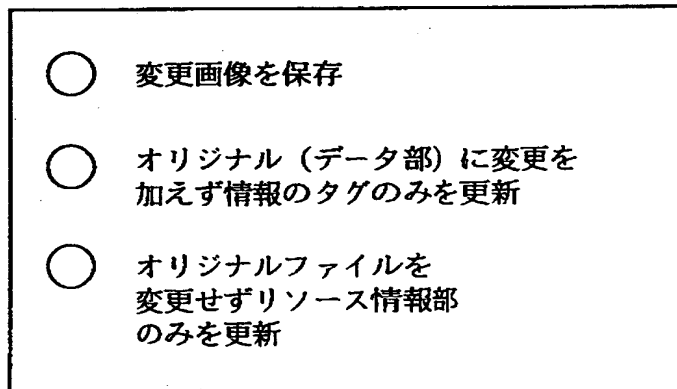 変更画像を保存
オリジナル（データ部）に変更を
加えず情報のタグのみを更新
オリジナルファイルを
変更せずリソース情報部
のみを更新